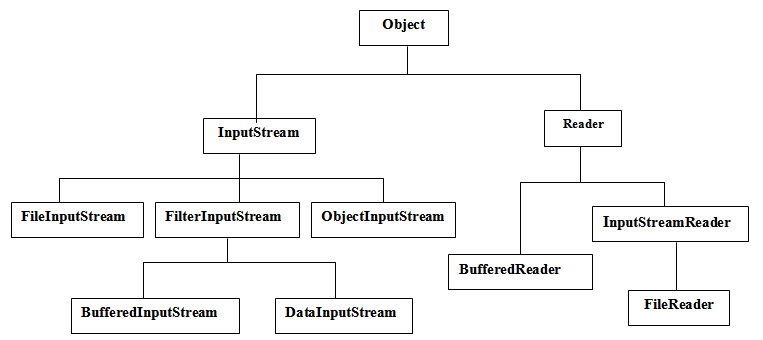 Object
InputStream
Reader
FileInputStream
FilterInputStream
ObjectInputStream
InputStreamReader
BufferedReader
BufferedInputStream
DataInputStream
FileReader